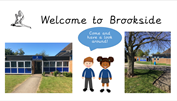 Welcome to Brookside
Come and
have a look
around!